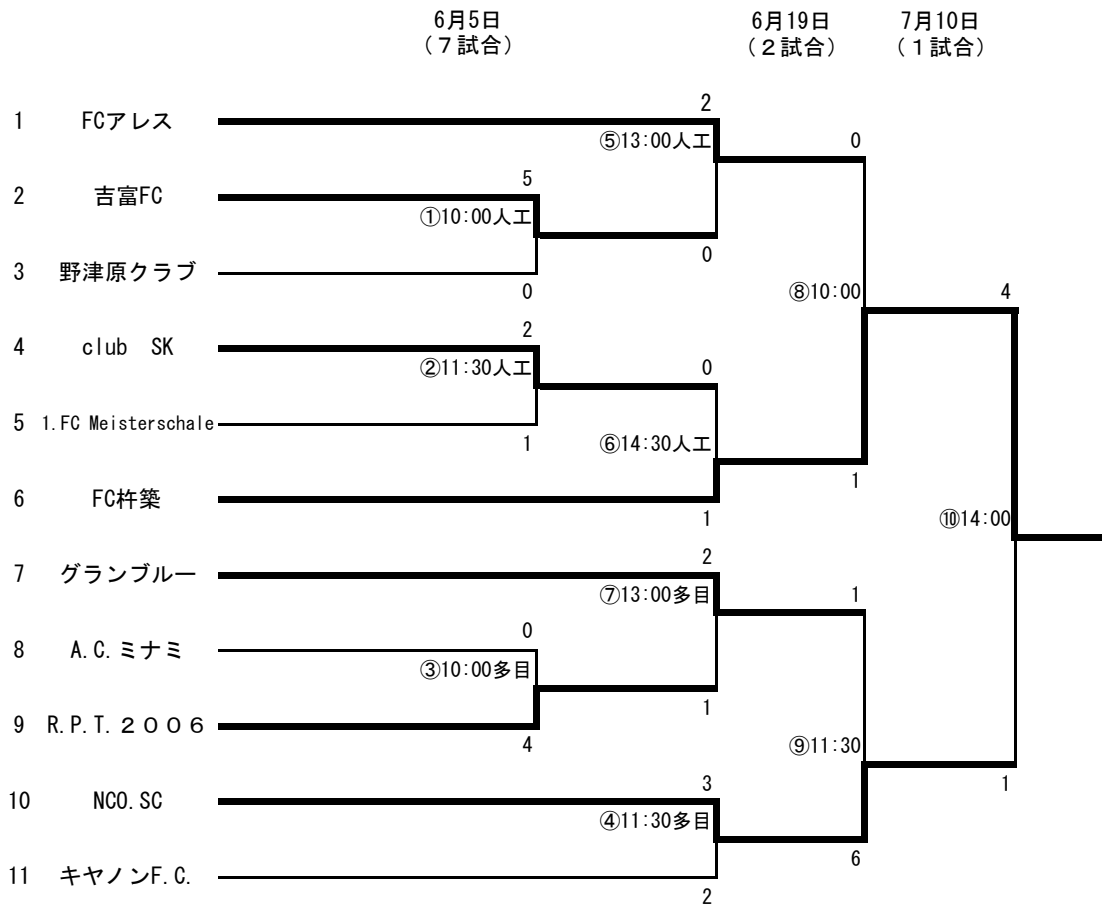 6月5日
（７試合）
6月19日
（２試合）
7月10日
（１試合）
2
1 FCアレス
⑤13:00人工
0
5
2 吉富FC
①10:00人工
0
3 野津原クラブ
0
⑧10:00
4
2
4 club　SK
②11:30人工
0
5 1.FC Meisterschale
1
⑥14:30人工
1
6 FC杵築
1
⑩14:00
2
7 グランブルー
⑦13:00多目
1
0
8 A.C.ミナミ
③10:00多目
1
9 R.P.T.２００６
4
⑨11:30
1
3
10 NCO.SC
④11:30多目
6
11 キヤノンF.C.
2